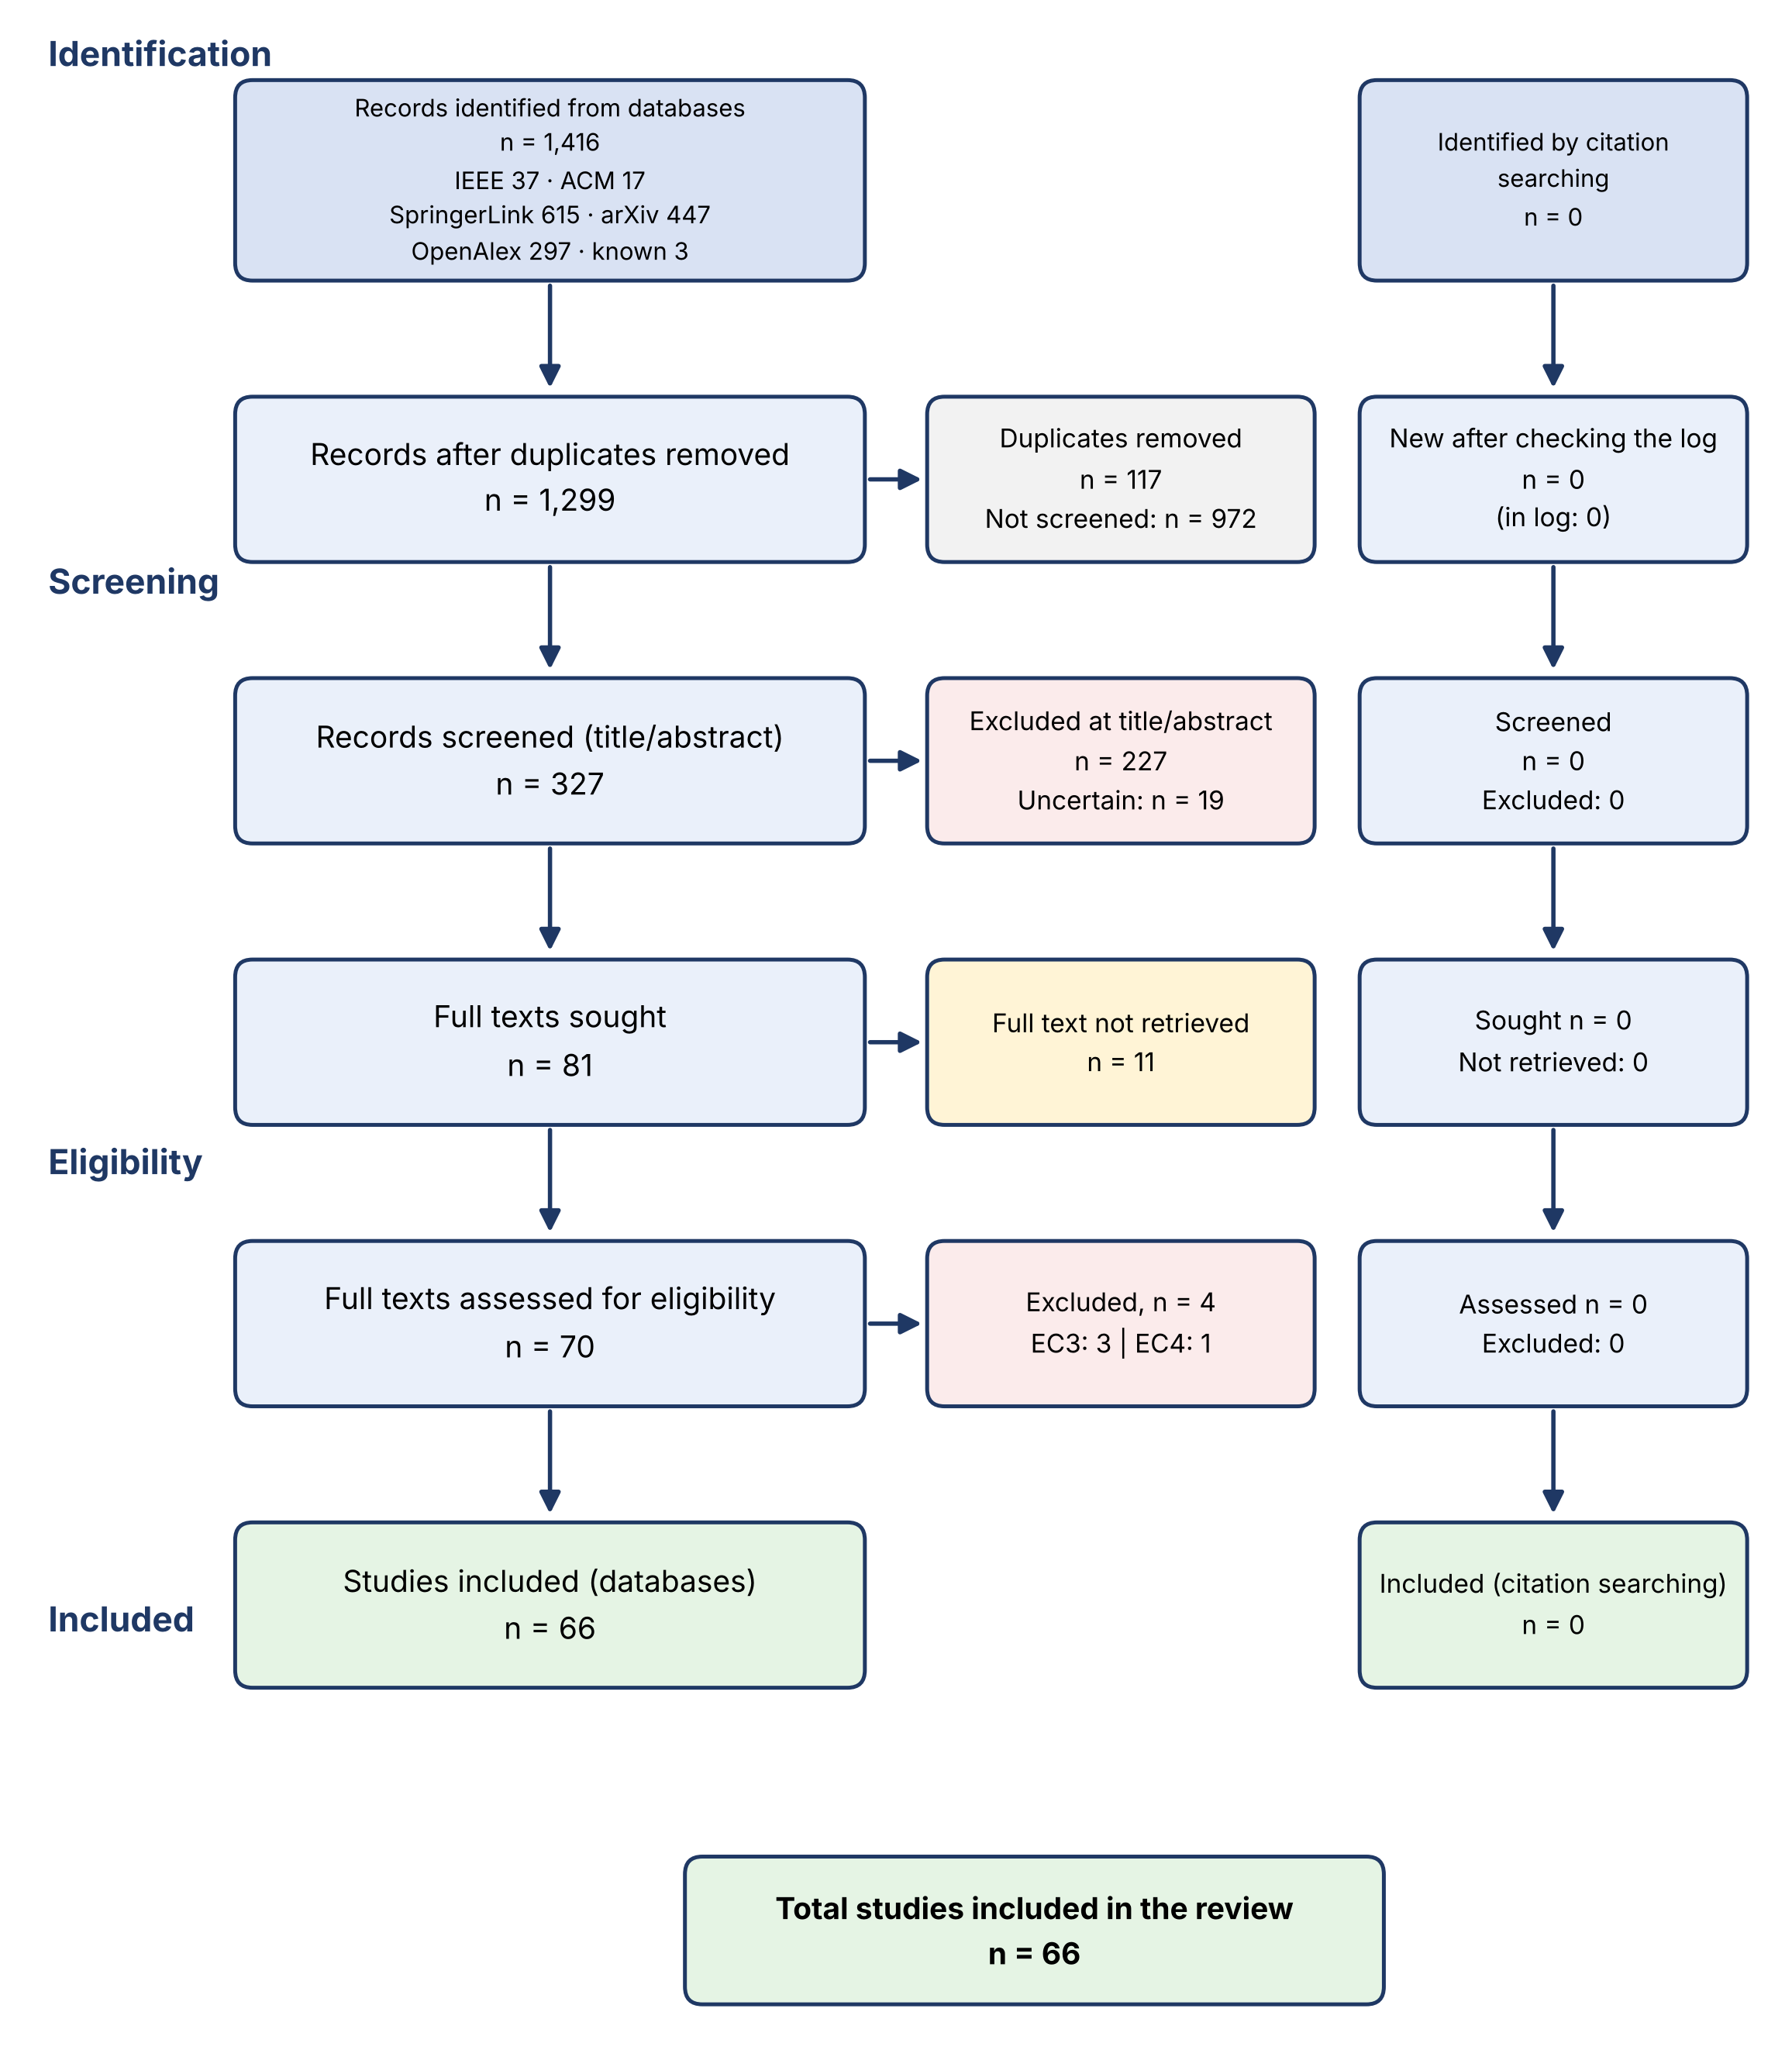 Identification
Records identified from databases
n = 1,416
IEEE 37 · ACM 17
SpringerLink 615 · arXiv 447
OpenAlex 297 · known 3
Identified by citation
searching
n = 0
Records after duplicates removed
n = 1,299
Duplicates removed
n = 117
Not screened: n = 972
New after checking the log
n = 0
(in log: 0)
Screening
Records screened (title/abstract)
n = 327
Excluded at title/abstract
n = 227
Uncertain: n = 19
Screened
n = 0
Excluded: 0
Full texts sought
n = 81
Full text not retrieved
n = 11
Sought n = 0
Not retrieved: 0
Eligibility
Full texts assessed for eligibility
n = 70
Excluded, n = 4
EC3: 3 | EC4: 1
Assessed n = 0
Excluded: 0
Included
Studies included (databases)
n = 66
Included (citation searching)
n = 0
Total studies included in the review
n = 66